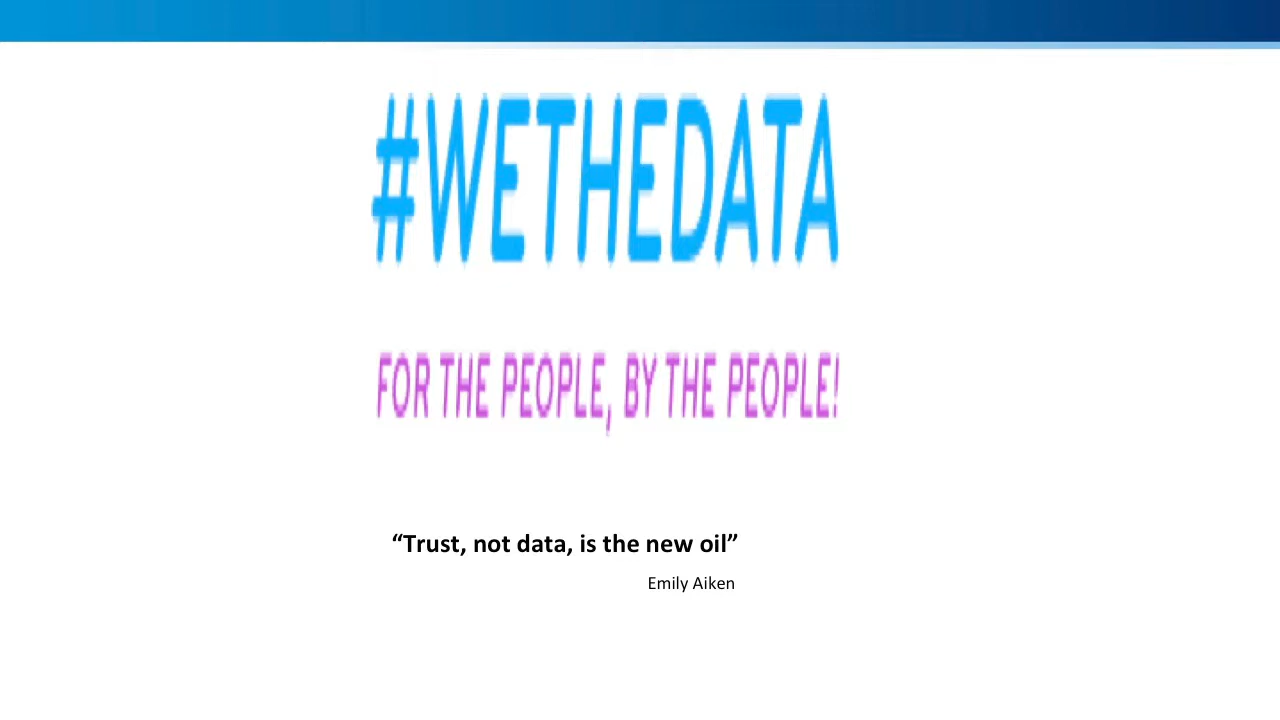 #WETHEDATA
FOR THE PEOPLE, BY THE PEOPLE!
“Trust, not data, is the new oil”
Emily Aiken